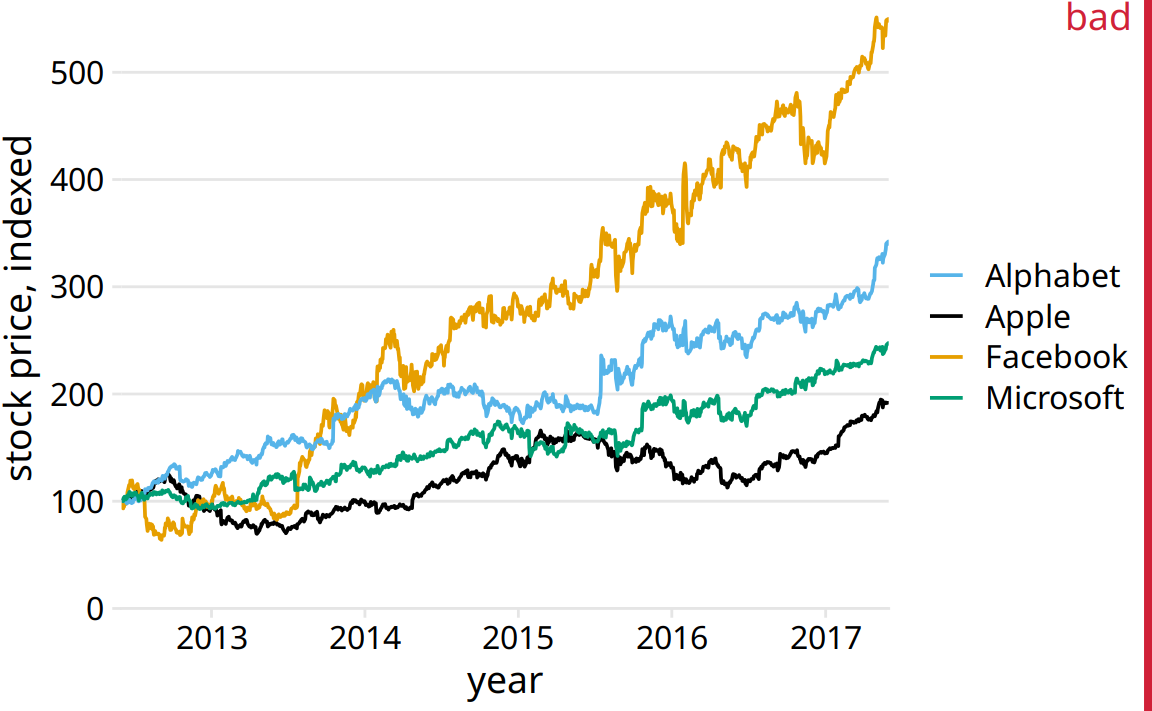 bad
stock price, indexed
500
400
300
200
100
0
2013 2014 2015 2016 2017
year
Alphabet
Apple
Facebook
Microsoft